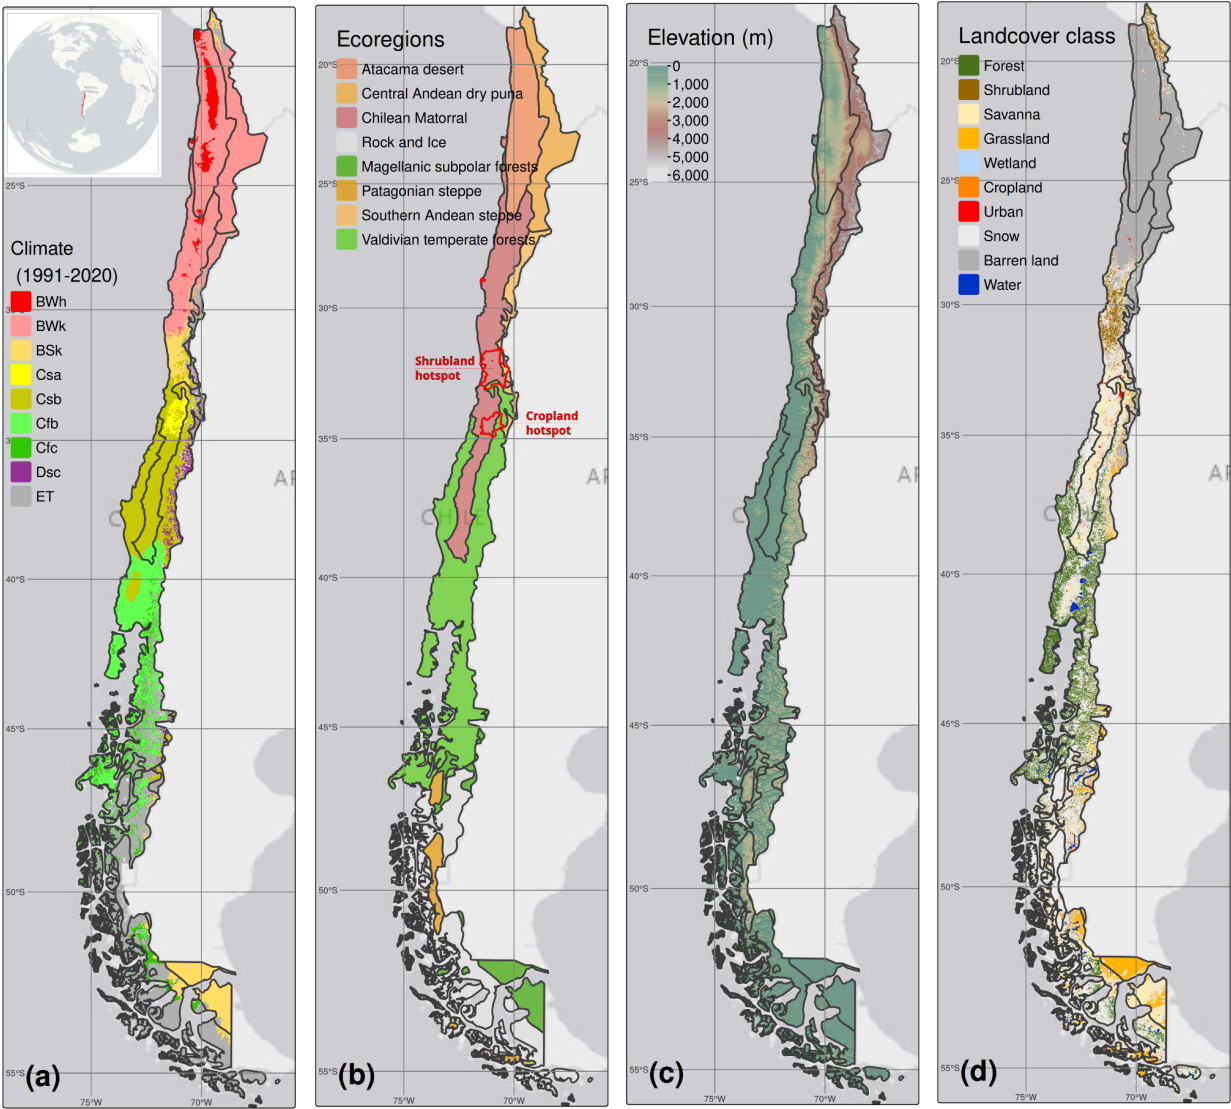 25°S
30°S
35°S
40°S
45°S
50°S
55°S
Climate
(1991-2020)
BWh
BWk
BSk
Csa
Csb
Cfb
Cfc
Dsc
ET
AR
C
75°W
70°W
(a)
Ecoregions
Atacama desert
Central Andean dry puna
Chilean Matorral
Rock and Ice
Magellanic subpolar forests
Patagonian steppe
Southern Andean steppe
Valdivian temperate forests
20°S
25°S
30°S
35°S
40°S
45°S
50°S
55°S
Shrubland
hotspot
Cropland
hotspot
AR
CHILE
75°W
70°W
(b)
Elevation (m)
0
1,000
2,000
3,000
4,000
5,000
6,000
20°S
25°S
30°S
35°S
40°S
45°S
50°S
55°S
AR
C
75°W
70°W
(c)
Landcover class
Forest
Shrubland
Savanna
Grassland
Wetland
Cropland
Urban
Snow
Barren land
Water
20°S
25°S
30°S
35°S
40°S
45°S
50°S
55°S
AR
C
75°W
70°W
(d)